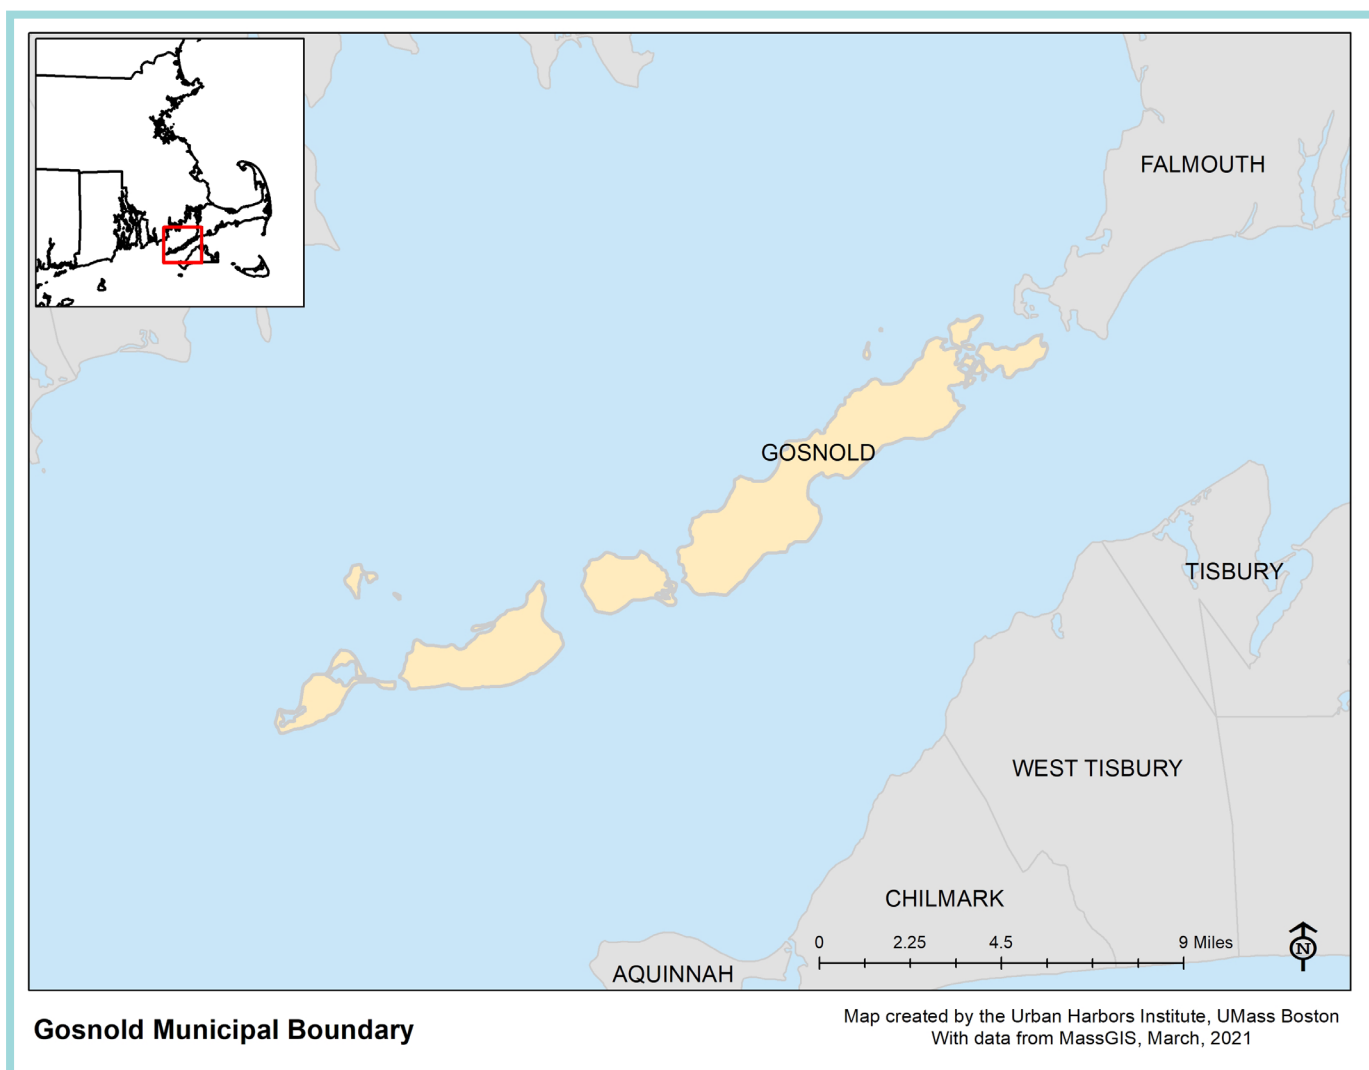 FALMOUTH
GOSNOLD
TISBURY
WEST TISBURY
CHILMARK
0 2.25 4.5 9 Miles
N
AQUINNAH
Gosnold Municipal Boundary
Map created by the Urban Harbors Institute, UMass Boston
With data from MassGIS, March, 2021